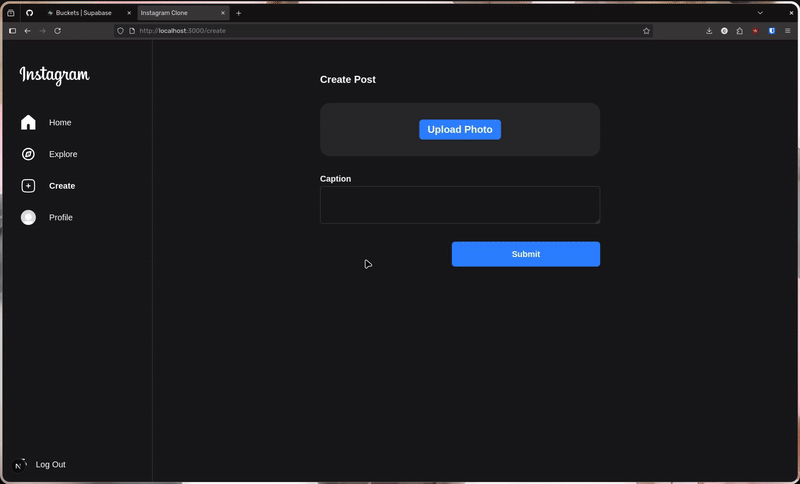 Buckets | Supabase
Instagram Clone
http://localhost:3000/create
Instagram
Home
Explore
Create
Profile
N
Log Out
Create Post
Upload Photo
Caption
Submit